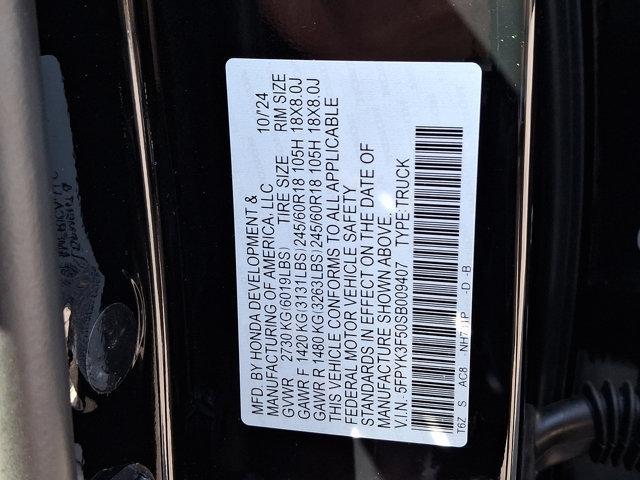 MFD. BY HONDA DEVELOPMENT &
MANUFACTURING OF AMERICA, LLC 10/'24
GVWR 2730 KG (6019LBS) TIRE SIZE RIM SIZE
GAWR F 1420 KG (3131LBS) 245/60R18 105H 18X8.0J
GAWR R 1480 KG (3263LBS) 245/60R18 105H 18X8.0J
THIS VEHICLE CONFORMS TO ALL APPLICABLE
FEDERAL MOTOR VEHICLE SAFETY
STANDARDS IN EFFECT ON THE DATE OF
MANUFACTURE SHOWN ABOVE.
V.I.N.-5FPYK3F50SB009407 TYPE:TRUCK
T6Z S AC8 NH731P -D -B